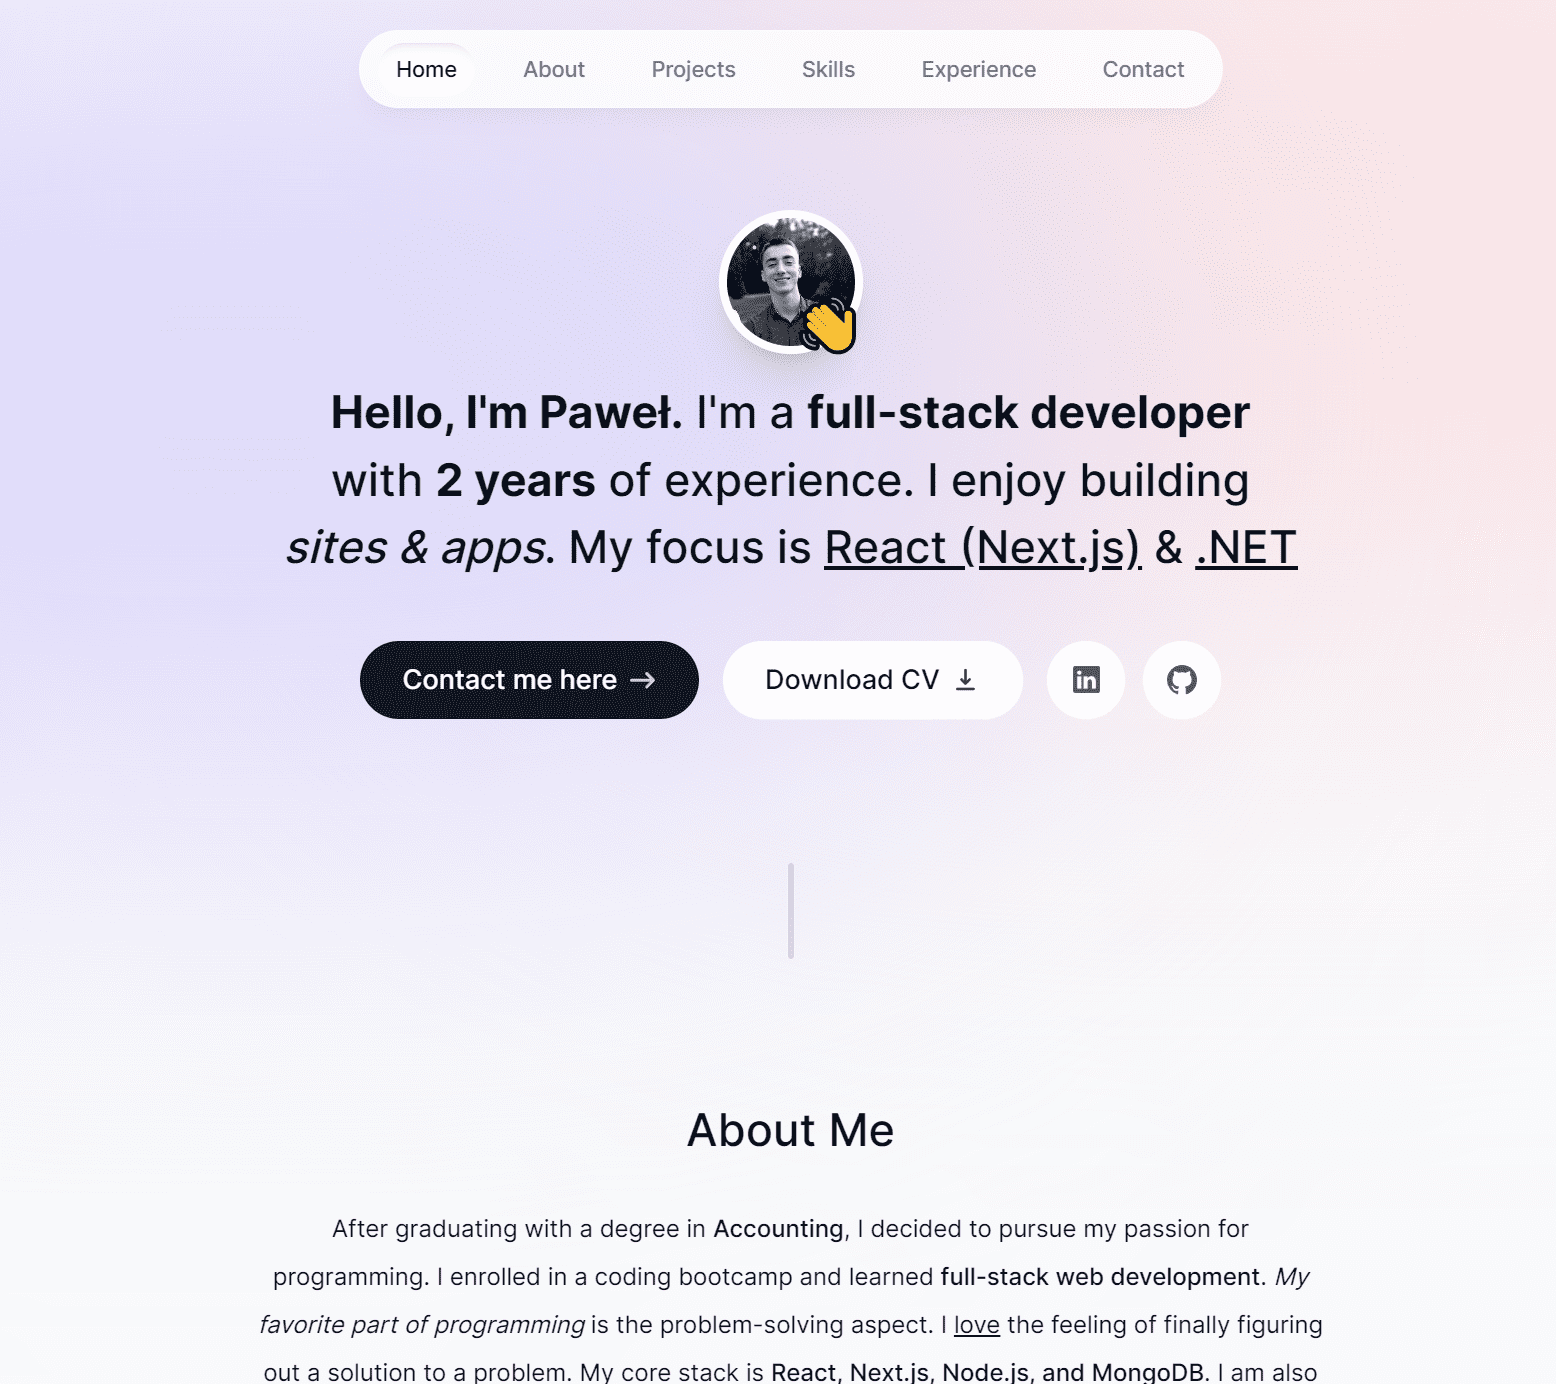 Home About Projects Skills Experience Contact
Hello, I'm Paweł. I'm a full-stack developer
with 2 years of experience. I enjoy building
sites & apps. My focus is React (Next.js) & .NET
Contact me here Download CV in
About Me
After graduating with a degree in Accounting, I decided to pursue my passion for
programming. I enrolled in a coding bootcamp and learned full-stack web development. My
favorite part of programming is the problem-solving aspect. I love the feeling of finally figuring
out a solution to a problem. My core stack is React, Next.js, Node.js, and MongoDB. I am also